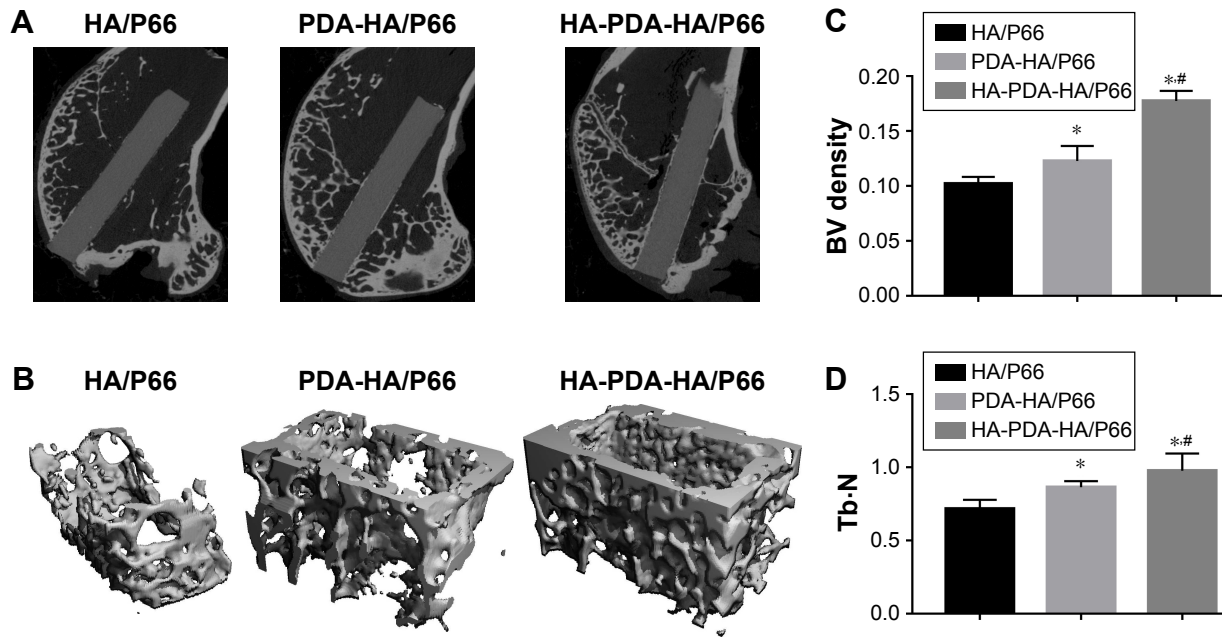 A
HA/P66
PDA-HA/P66
HA-PDA-HA/P66
B
HA/P66
PDA-HA/P66
HA-PDA-HA/P66
C
HA/P66
PDA-HA/P66
HA-PDA-HA/P66
BV density
0.20
0.15
0.10
0.05
0.00
*
*,#
D
HA/P66
PDA-HA/P66
HA-PDA-HA/P66
Tb·N
1.5
1.0
0.5
0.0
*
*,#